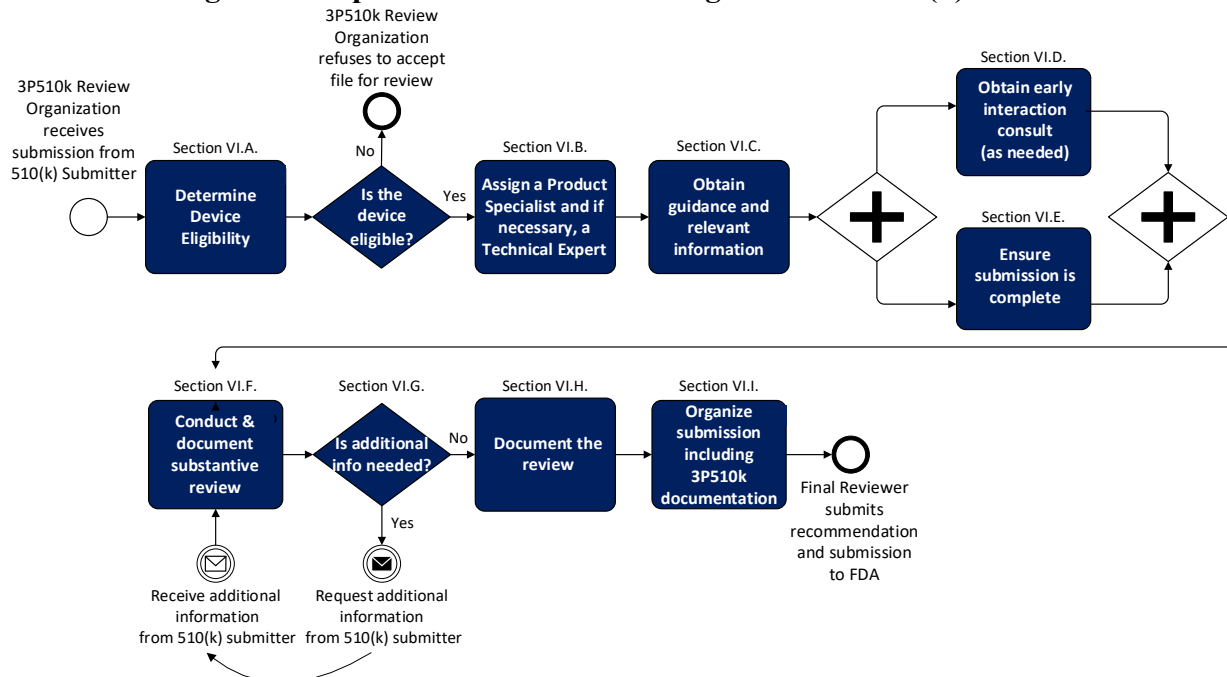 3P510k Review
Organization
refuses to accept
file for review
3P510k Review
Organization
receives
submission from
510(k) Submitter
Section VI.A.
Determine
Device
Eligibility
No
Is the
device
eligible?
Yes
Section VI.B.
Assign a Product
Specialist and if
necessary, a
Technical Expert
Section VI.C.
Obtain
guidance and
relevant
information
Section VI.D.
Obtain early
interaction
consult
(as needed)
Section VI.E.
Ensure
submission is
complete
Section VI.F.
Conduct &
document
substantive
review
Section VI.G.
Is additional
info needed?
No
Yes
Section VI.H.
Document the
review
Section VI.I.
Organize
submission
including
3P510k
documentation
Final Reviewer
submits
recommendation
and submission
to FDA
Receive additional
information
from 510(k) submitter
Request additional
information
from 510(k) submitter